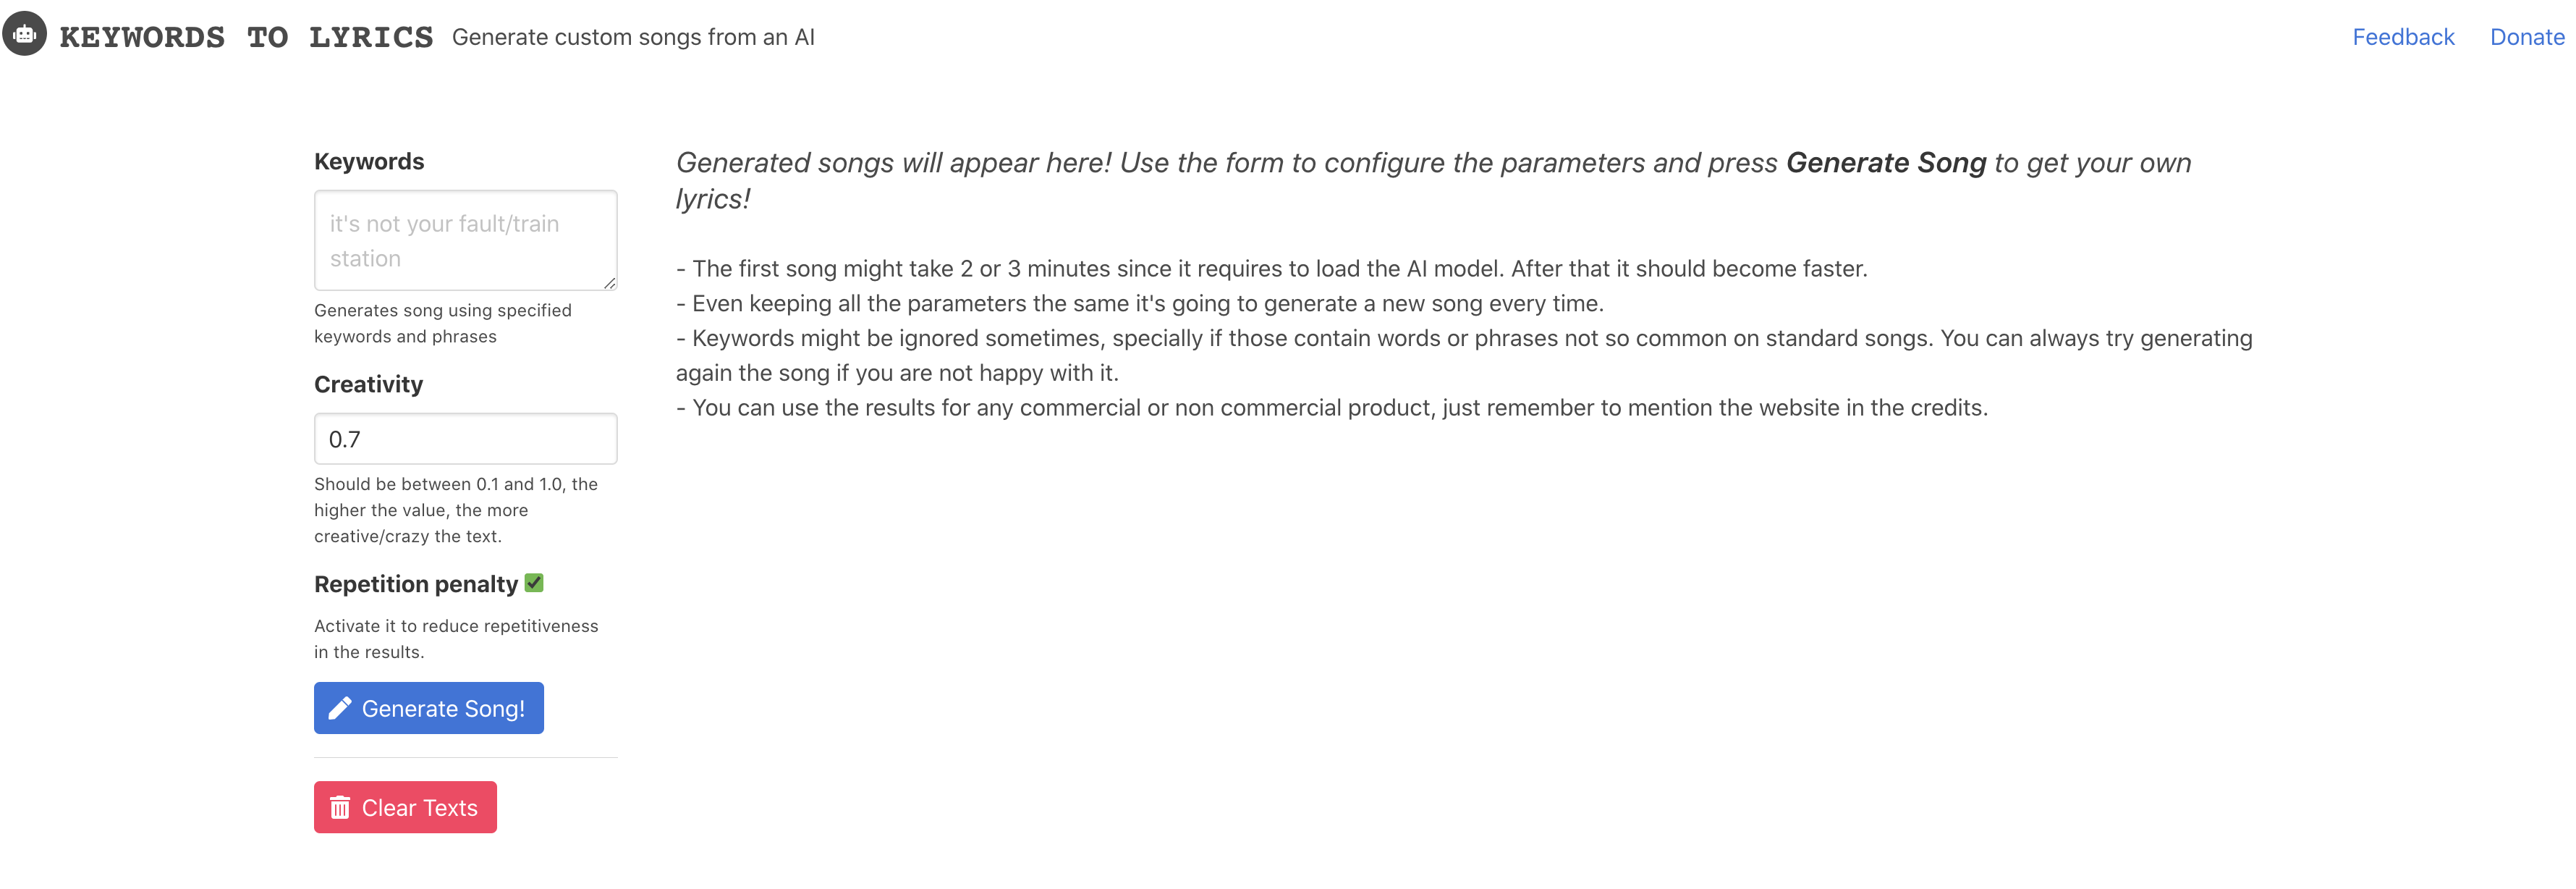 KEYWORDS TO LYRICS Generate custom songs from an AI
Feedback Donate
Keywords
it's not your fault/train
station
Generates song using specified
keywords and phrases
Creativity
0.7
Should be between 0.1 and 1.0, the
higher the value, the more
creative/crazy the text.
Repetition penalty
Activate it to reduce repetitiveness
in the results.
Generate Song!
Clear Texts
Generated songs will appear here! Use the form to configure the parameters and press Generate Song to get your own
lyrics!
- The first song might take 2 or 3 minutes since it requires to load the AI model. After that it should become faster.
- Even keeping all the parameters the same it's going to generate a new song every time.
- Keywords might be ignored sometimes, specially if those contain words or phrases not so common on standard songs. You can always try generating
again the song if you are not happy with it.
- You can use the results for any commercial or non commercial product, just remember to mention the website in the credits.